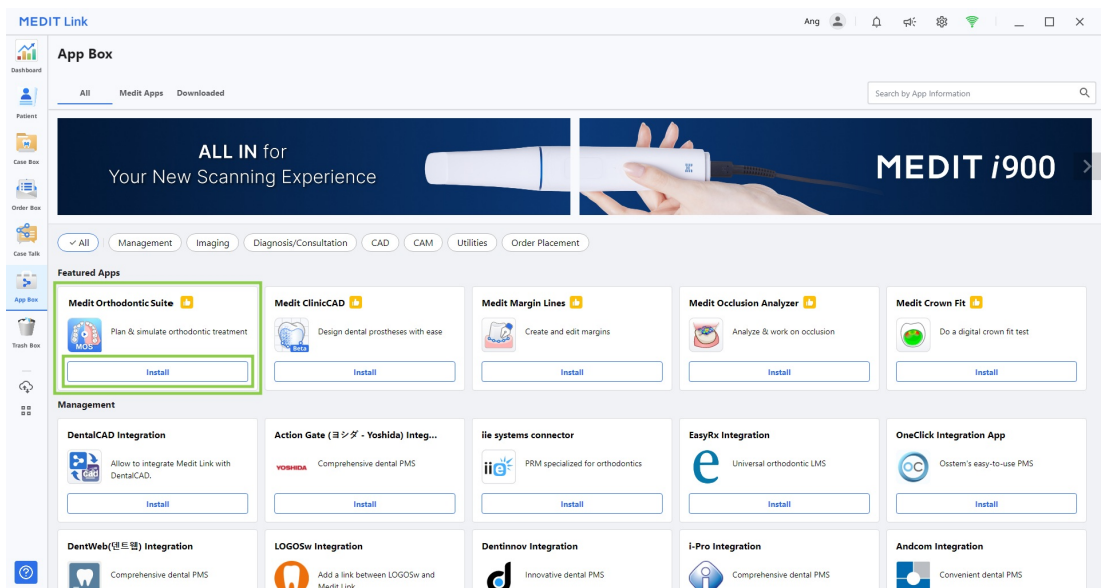 MEDIT Link
Ang
Dashboard
Patient
Case Box
Order Box
Case Talk
App Box
Trash Box
App Box
All
Medit Apps
Downloaded
Search by App Information
ALL IN for
Your New Scanning Experience
MEDIT i900
All
Management
Imaging
Diagnosis/Consultation
CAD
CAM
Utilities
Order Placement
Featured Apps
Medit Orthodontic Suite
MOS
Plan & simulate orthodontic treatment
Install
Medit ClinicCAD
Beta
Design dental prostheses with ease
Install
Medit Margin Lines
Create and edit margins
Install
Medit Occlusion Analyzer
Analyze & work on occlusion
Install
Medit Crown Fit
Do a digital crown fit test
Install
Management
DentalCAD Integration
Cad
Allow to integrate Medit Link with
DentalCAD.
Install
Action Gate (ヨシダ - Yoshida) Integ...
YOSHIDA
Comprehensive dental PMS
Install
iie systems connector
iie
PRM specialized for orthodontics
Install
EasyRx Integration
e
Universal orthodontic LMS
Install
OneClick Integration App
OC
Osstem's easy-to-use PMS
Install
DentWeb(덴트웹) Integration
Comprehensive dental PMS
LOGOSw Integration
Add a link between LOGOSw and
Medit Link
Dentinnov Integration
d
Innovative dental PMS
i-Pro Integration
i
Comprehensive dental PMS
Andcom Integration
Convenient dental PMS